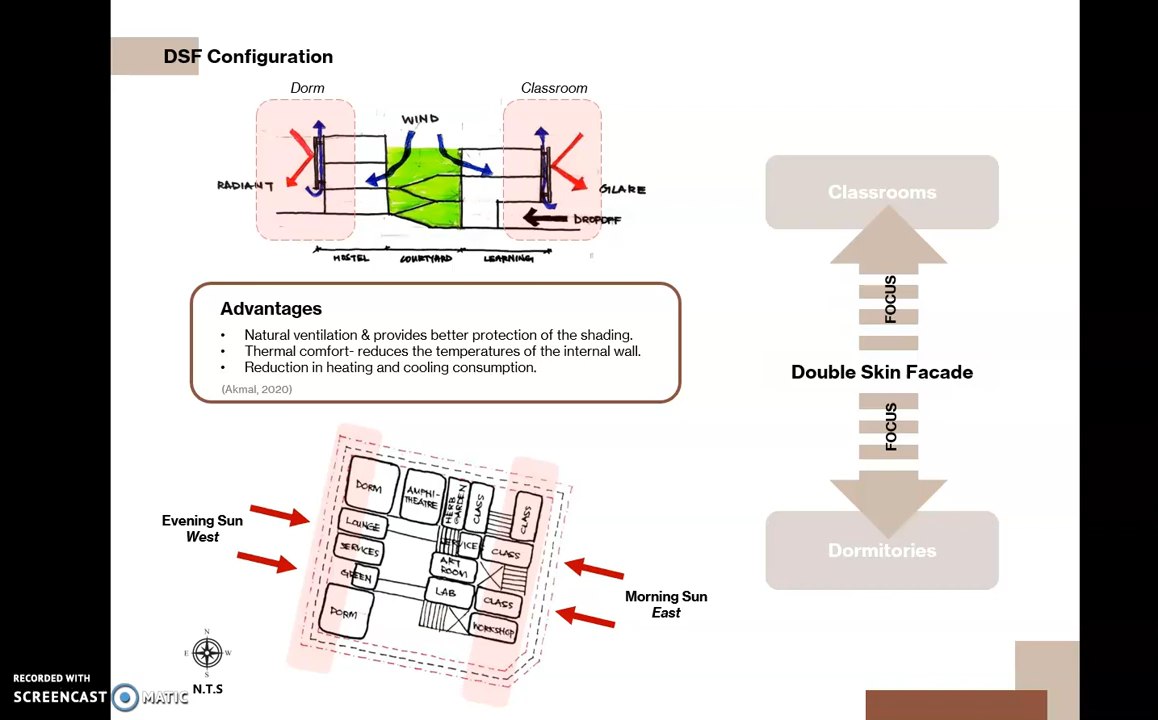 DSF Configuration
Dorm
Classroom
WIND
RADIANT
GLARE
DROPOFF
HOSTEL
COURTYARD
LEARNING
Advantages
• Natural ventilation & provides better protection of the shading.
• Thermal comfort- reduces the temperatures of the internal wall.
• Reduction in heating and cooling consumption.
(Akmal, 2020)
Classrooms
FOCUS
Double Skin Facade
FOCUS
Dormitories
Evening Sun
West
DORM
AMPHI-
THEATRE
HERB
GARDEN
CLASS
CLASS
LOUNGE
SERVICES
SERVICE
CLASS
ART
ROOM
GREEN
LAB
CLASS
DORM
WORKSHOP
Morning Sun
East
N
E W
S
N.T.S
RECORDED WITH
SCREENCAST MATIC